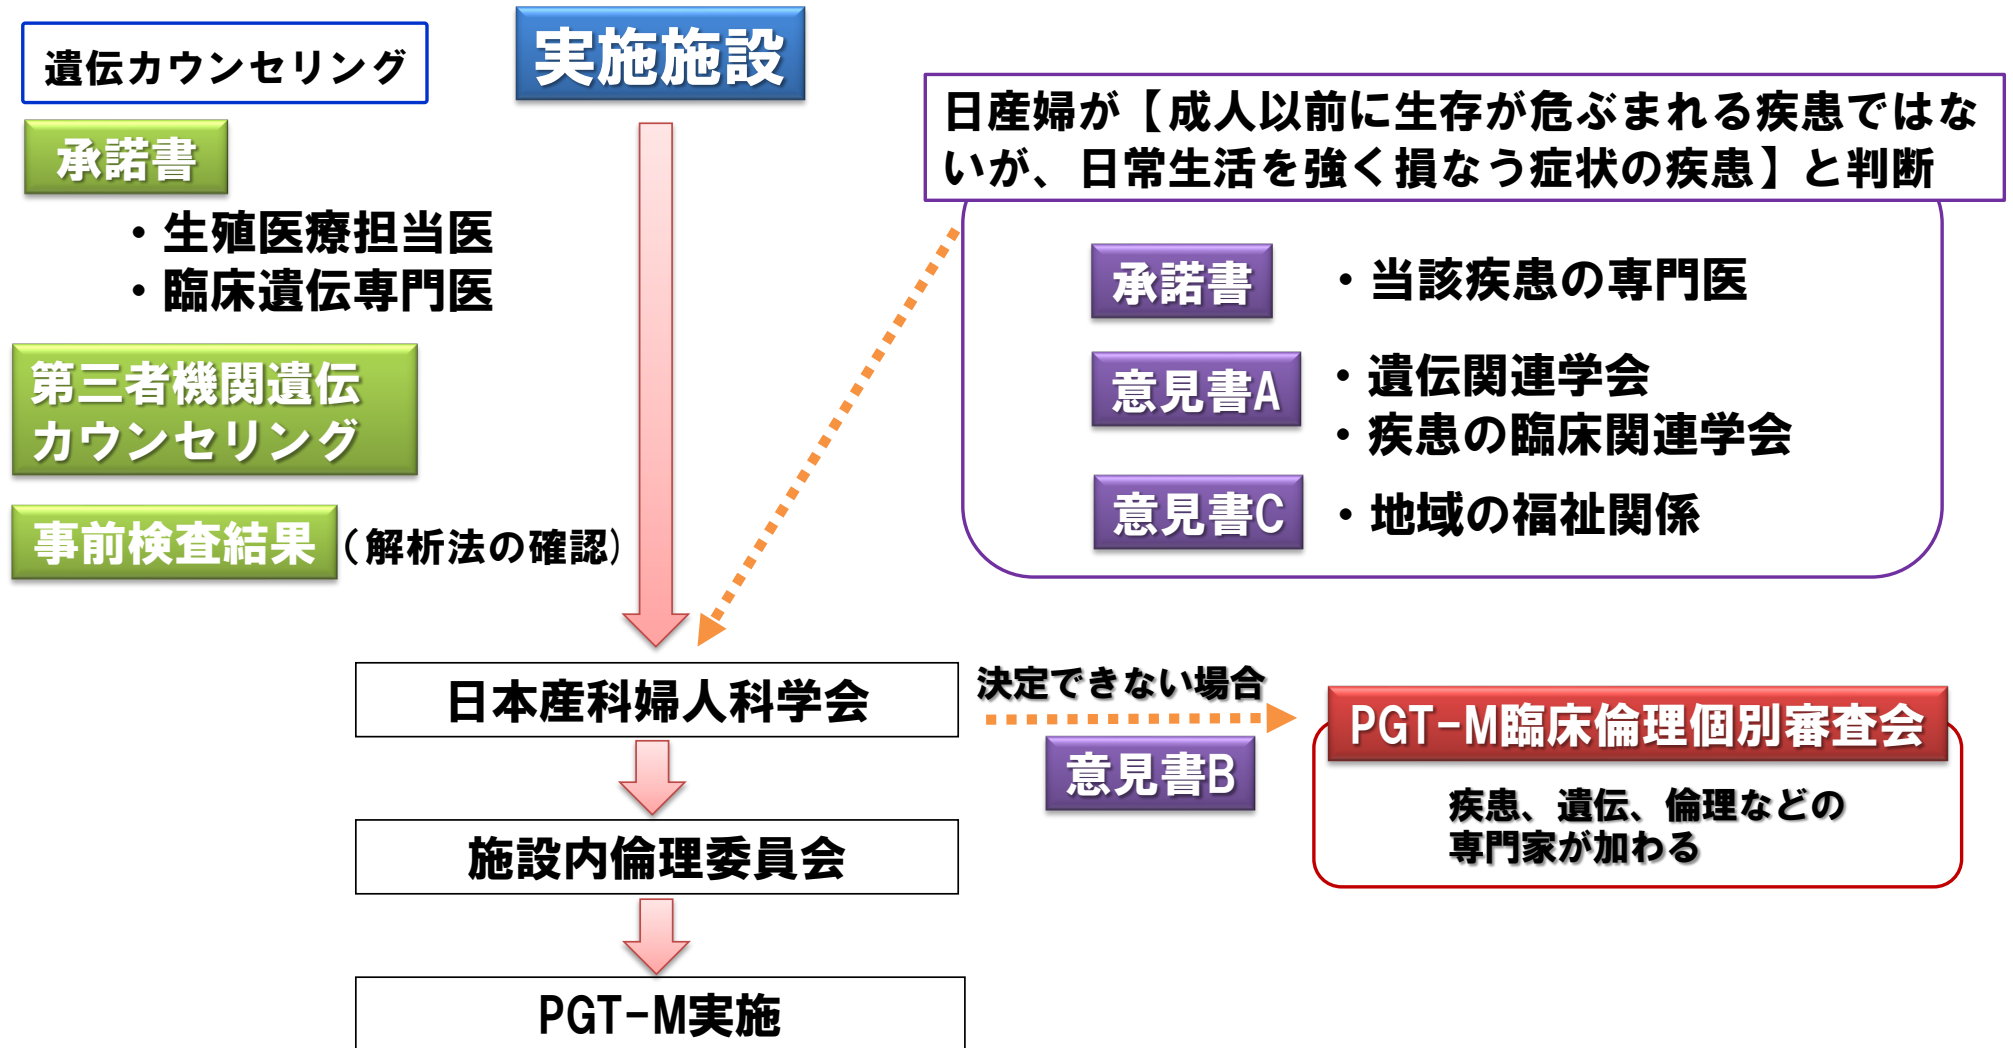 遺伝カウンセリング
実施施設
承諾書
・生殖医療担当医
・臨床遺伝専門医
第三者機関遺伝
カウンセリング
事前検査結果
（解析法の確認）
日産婦が【成人以前に生存が危ぶまれる疾患ではな
いが、日常生活を強く損なう症状の疾患】と判断
承諾書
・当該疾患の専門医
意見書A
・遺伝関連学会
・疾患の臨床関連学会
意見書C
・地域の福祉関係
日本産科婦人科学会
決定できない場合
意見書B
PGT-M臨床倫理個別審査会
疾患、遺伝、倫理などの
専門家が加わる
施設内倫理委員会
PGT-M実施